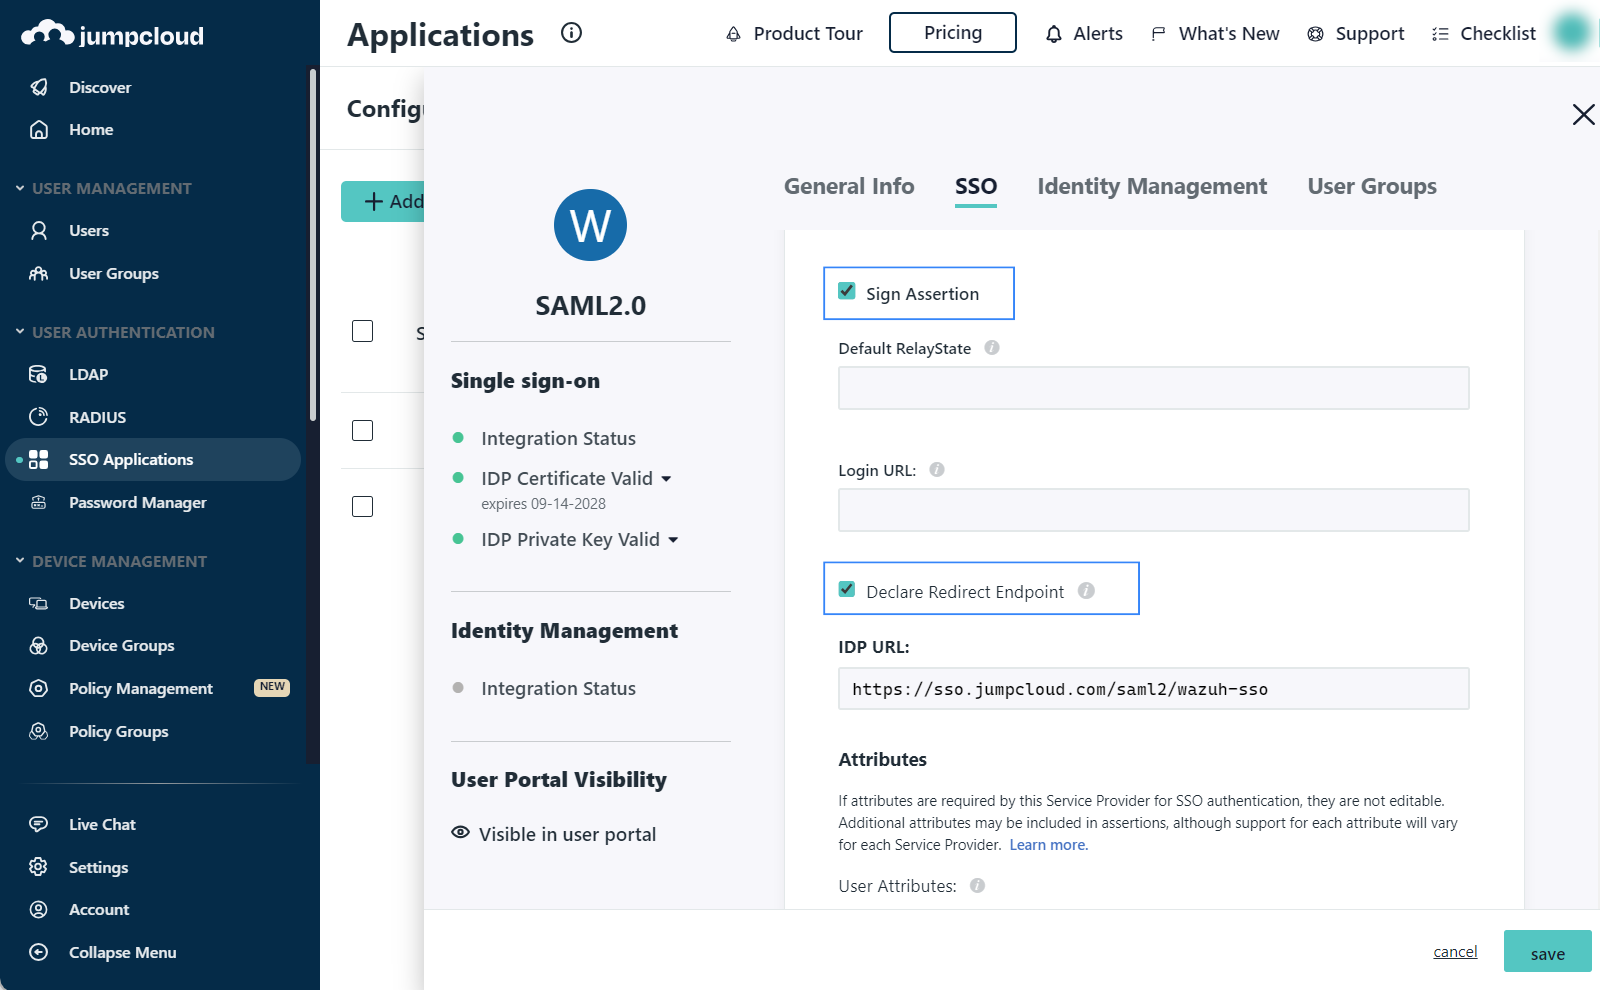 jumpcloud
Discover
Home
USER MANAGEMENT
Users
User Groups
USER AUTHENTICATION
LDAP
RADIUS
SSO Applications
Password Manager
DEVICE MANAGEMENT
Devices
Device Groups
Policy Management NEW
Policy Groups
Live Chat
Settings
Account
Collapse Menu
Applications
Product Tour
Pricing
Alerts
What's New
Support
Checklist
Config
+ Add
S
W
SAML2.0
Single sign-on
Integration Status
IDP Certificate Valid
expires 09-14-2028
IDP Private Key Valid
Identity Management
Integration Status
User Portal Visibility
Visible in user portal
General Info
SSO
Identity Management
User Groups
Sign Assertion
Default RelayState
Login URL:
Declare Redirect Endpoint
IDP URL:
https://sso.jumpcloud.com/saml2/wazuh-sso
Attributes
If attributes are required by this Service Provider for SSO authentication, they are not editable.
Additional attributes may be included in assertions, although support for each attribute will vary
for each Service Provider. Learn more.
User Attributes:
cancel
save